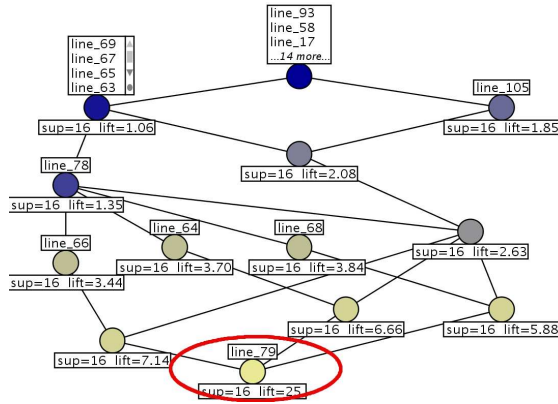 line_93
line_58
line_17
...14 more...
line_69
line_67
line_65
line_63
line_105
sup=16 lift=1.06
sup=16 lift=1.85
line_78
sup=16 lift=2.08
sup=16 lift=1.35
line_66
line_64
line_68
sup=16 lift=2.63
sup=16 lift=3.44
sup=16 lift=3.70
sup=16 lift=3.84
sup=16 lift=6.66
sup=16 lift=5.88
line_79
sup=16 lift=7.14
sup=16 lift=25